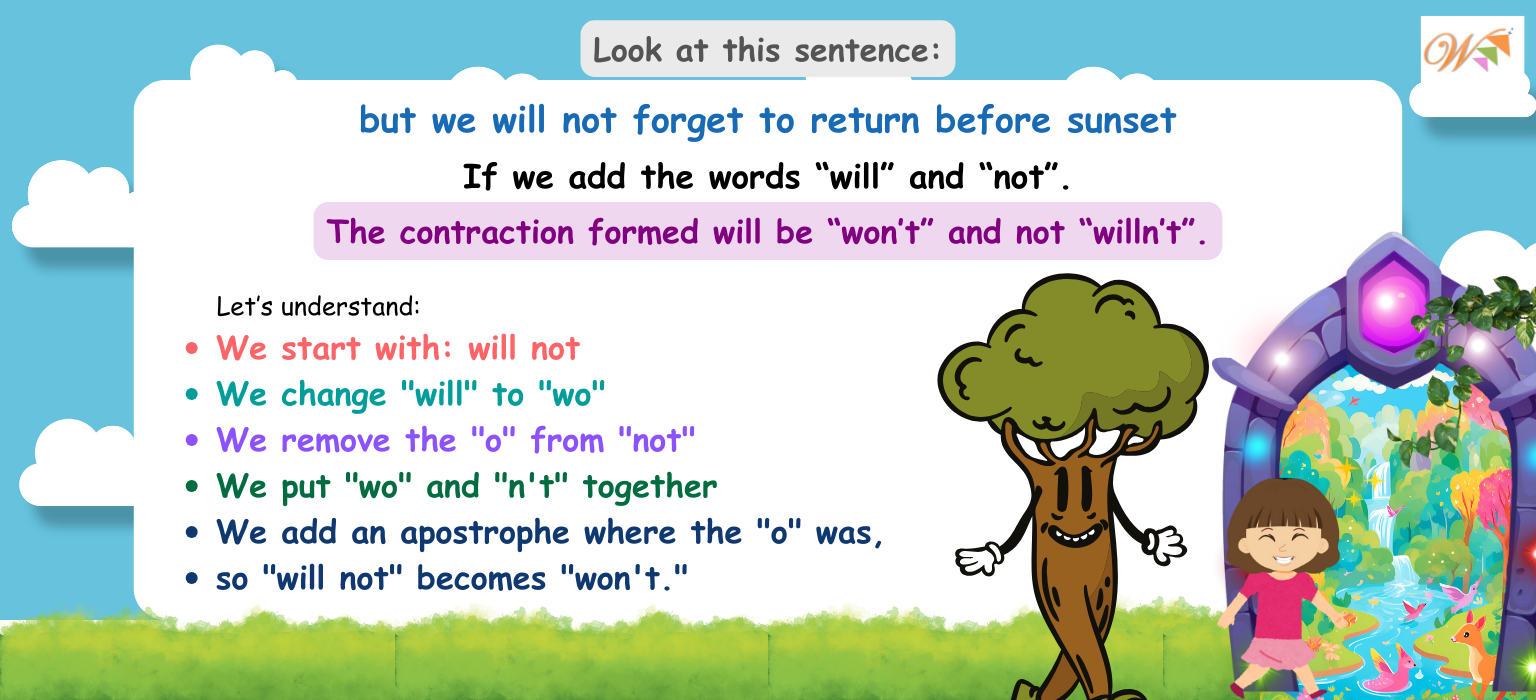 Look at this sentence:
W
but we will not forget to return before sunset
If we add the words “will” and “not”.
The contraction formed will be “won’t” and not “willn’t”.
Let’s understand:
• We start with: will not
• We change "will" to "wo"
• We remove the "o" from "not"
• We put "wo" and "n't" together
• We add an apostrophe where the "o" was,
• so "will not" becomes "won't."